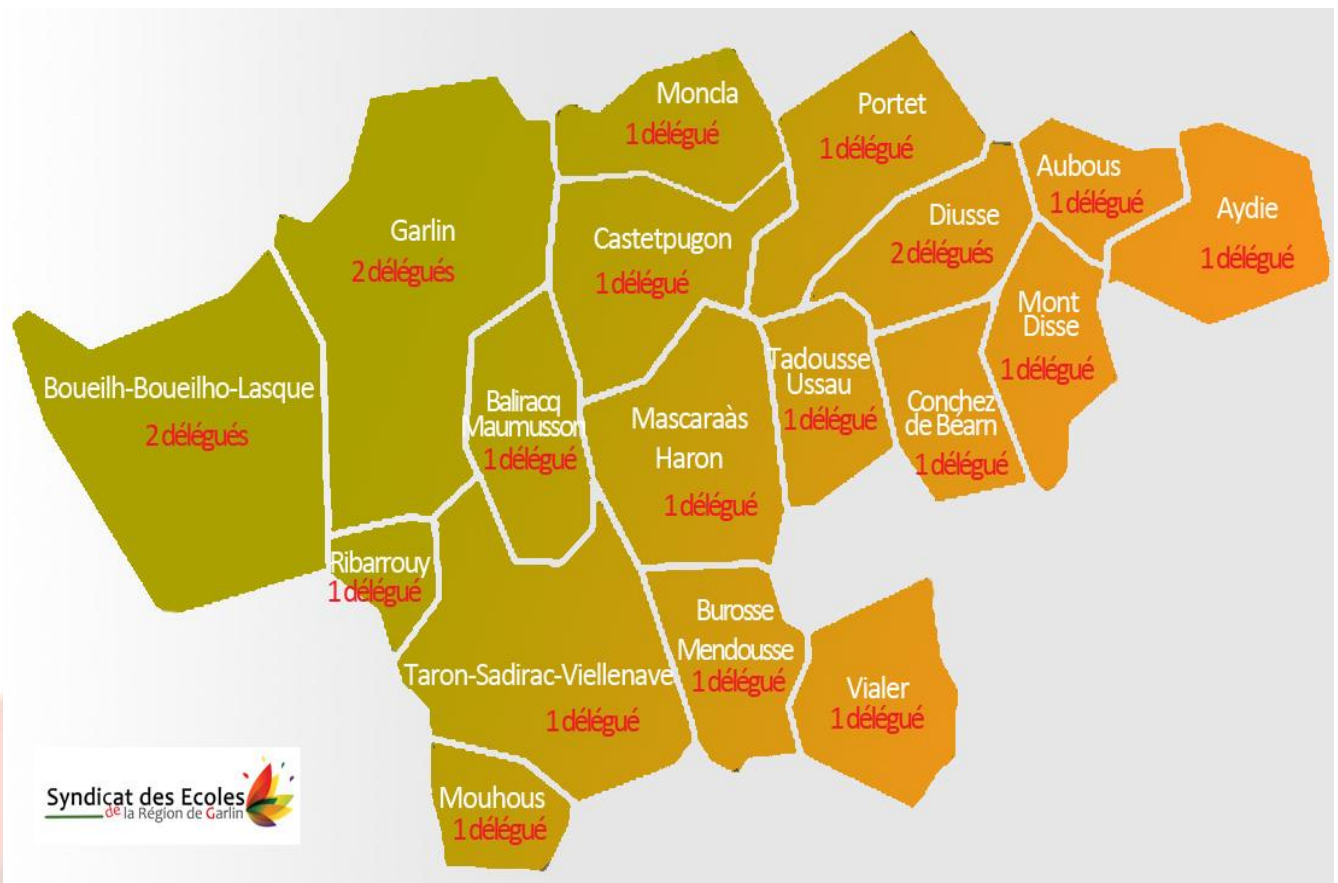 Moncla
1 délégué
Portet
1 délégué
Aubous
1 délégué
Aydie
1 délégué
Garlin
2 délégués
Castetpugon
1 délégué
Diusse
2 délégués
Mont
Disse
1 délégué
Boueilh-Boueilho-Lasque
2 délégués
Baliracq
Maumusson
1 délégué
Mascaraàs
Haron
1 délégué
Tadousse
Ussau
1 délégué
Conchez
de Béarn
1 délégué
Ribarrouy
1 délégué
Taron-Sadirac-Viellenave
1 délégué
Burosse
Mendousse
1 délégué
Vialer
1 délégué
Mouhous
1 délégué
Syndicat des Ecoles
de la Région de Garlin